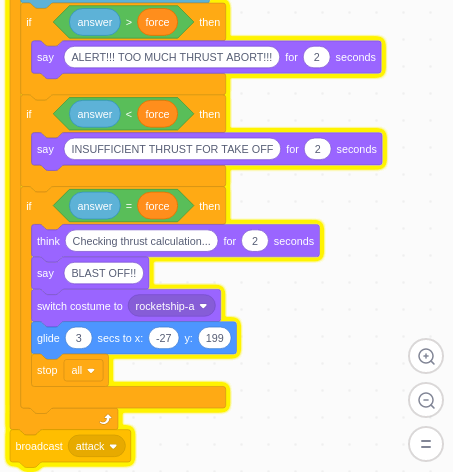 if answer > force then
say ALERT!!! TOO MUCH THRUST ABORT!!! for 2 seconds
if answer < force then
say INSUFFICIENT THRUST FOR TAKE OFF for 2 seconds
if answer = force then
think Checking thrust calculation... for 2 seconds
say BLAST OFF!!
switch costume to rocketship-a
glide 3 secs to x: -27 y: 199
stop all
broadcast attack